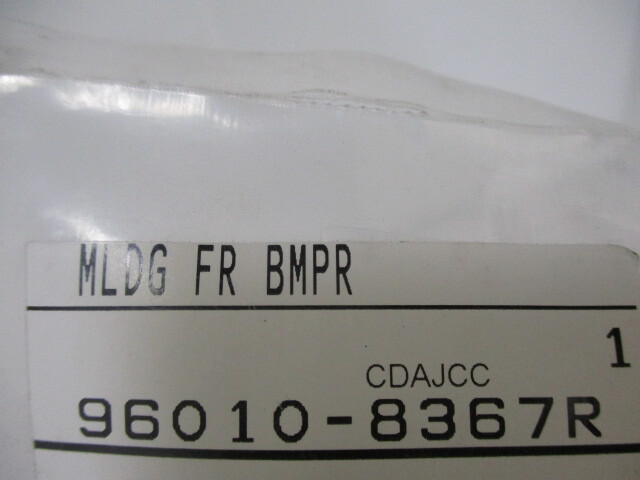 MLDG FR BMPR
1
CDAJCC
96010-8367R